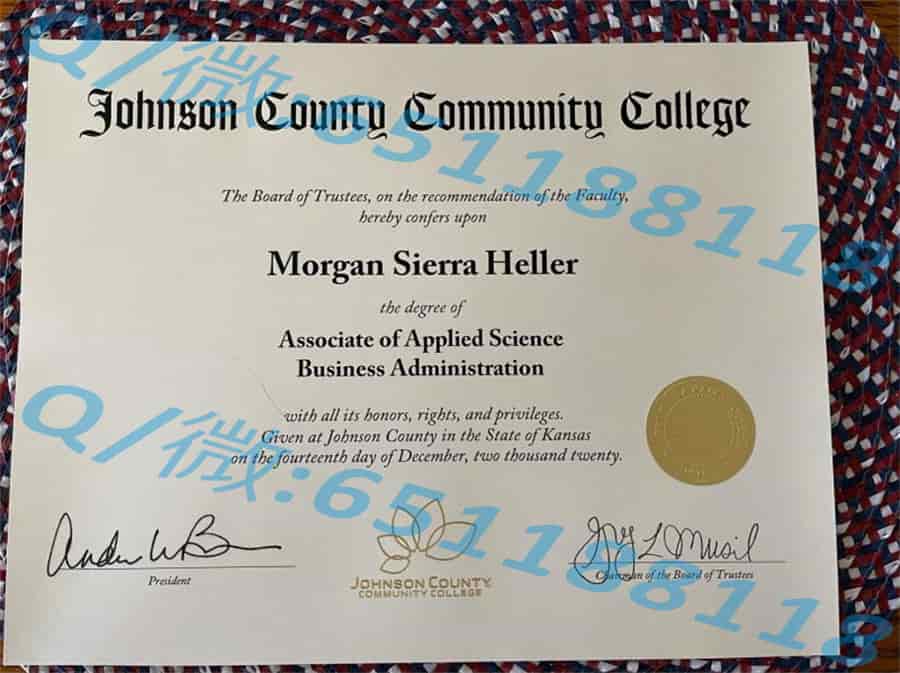 Johnson County Community College
The Board of Trustees, on the recommendation of the Faculty,
hereby confers upon
Morgan Sierra Heller
the degree of
Associate of Applied Science
Business Administration
with all its honors, rights, and privileges.
Given at Johnson County in the State of Kansas
on the fourteenth day of December, two thousand twenty.
President
JOHNSON COUNTY
COMMUNITY COLLEGE
Chairman of the Board of Trustees
Q/微:65118811
Q/微:65118811